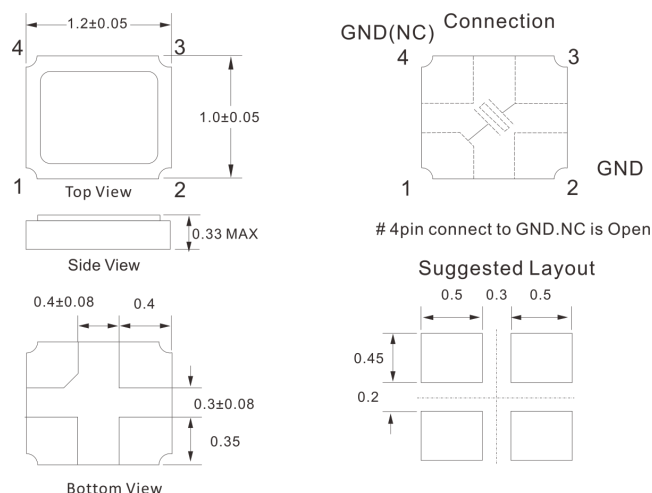 1.2±0.05
4
3
1.0±0.05
1
2
Top View
0.33 MAX
Side View
0.4±0.08
0.4
0.3±0.08
0.35
Bottom View
Connection
GND(NC)
4
3
GND
1
2
# 4pin connect to GND.NC is Open
Suggested Layout
0.5
0.3
0.5
0.45
0.2